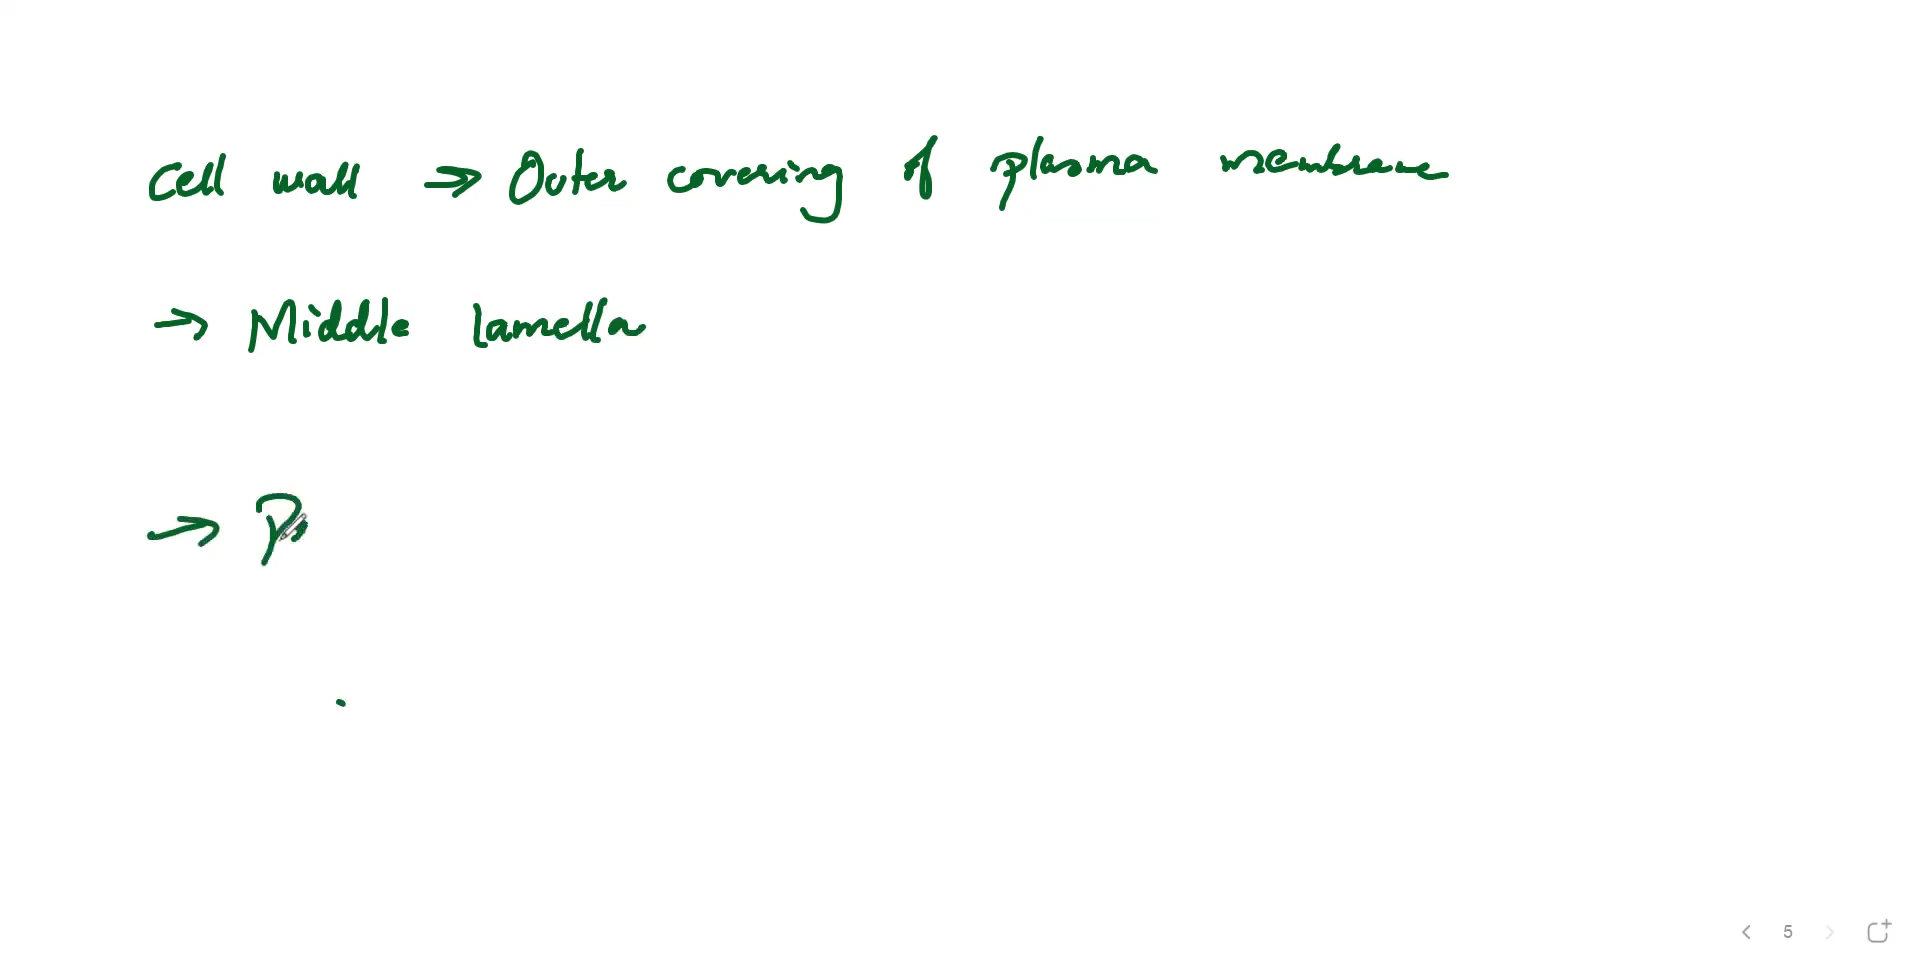 Cell wall → Outer covering of plasma membrane
→ Middle lamella
→ P
5